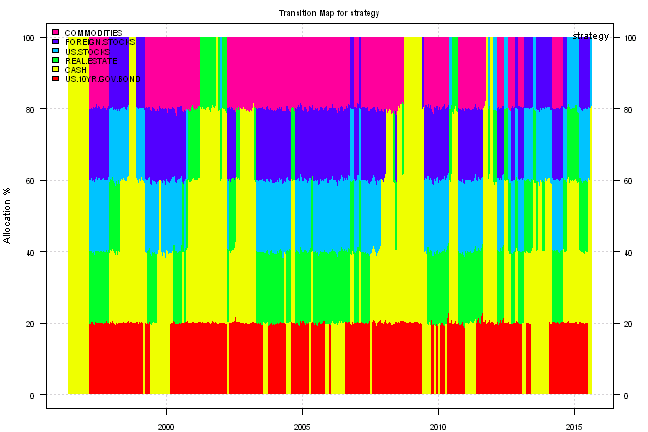 Transition Map for strategy
strategy
COMMODITIES
FOREIGN.STOCKS
US.STOCKS
REAL.ESTATE
CASH
US.10YR.GOV.BOND
Allocation %
100
80
60
40
20
0
100
80
60
40
20
0
2000 2005 2010 2015